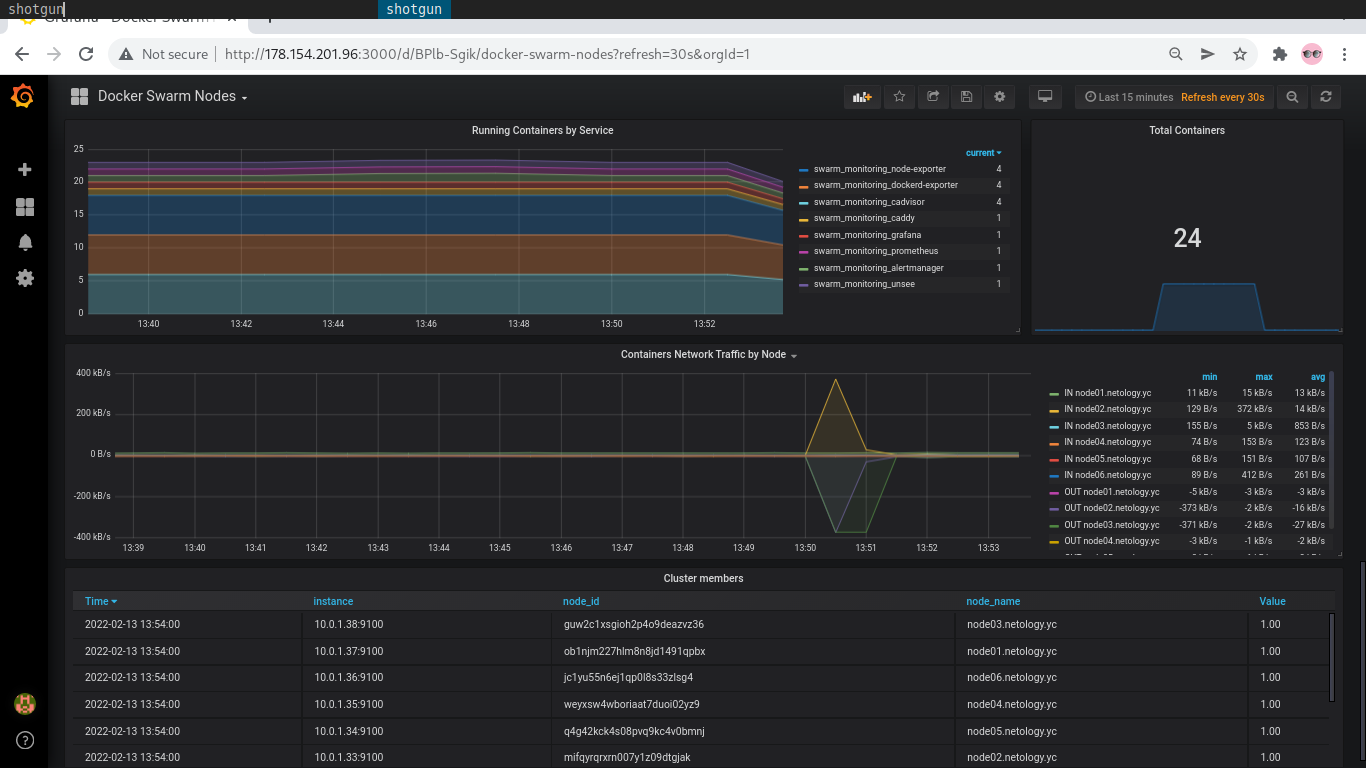 shotgun shotgun
Grafana - Docker Swarm
Not secure http://178.154.201.96:3000/d/BPlb-Sgik/docker-swarm-nodes?refresh=30s&orgId=1
Docker Swarm Nodes Last 15 minutes Refresh every 30s
Running Containers by Service
25
20
15
10
5
0
13:40 13:42 13:44 13:46 13:48 13:50 13:52
current
swarm_monitoring_node-exporter 4
swarm_monitoring_dockerd-exporter 4
swarm_monitoring_cadvisor 4
swarm_monitoring_caddy 1
swarm_monitoring_grafana 1
swarm_monitoring_prometheus 1
swarm_monitoring_alertmanager 1
swarm_monitoring_unsee 1
Total Containers
24
Containers Network Traffic by Node
400 kB/s
200 kB/s
0 B/s
-200 kB/s
-400 kB/s
13:39 13:40 13:41 13:42 13:43 13:44 13:45 13:46 13:47 13:48 13:49 13:50 13:51 13:52 13:53
min max avg
IN node01.netology.yc 11 kB/s 15 kB/s 13 kB/s
IN node02.netology.yc 129 B/s 372 kB/s 14 kB/s
IN node03.netology.yc 155 B/s 5 kB/s 853 B/s
IN node04.netology.yc 74 B/s 153 B/s 123 B/s
IN node05.netology.yc 68 B/s 151 B/s 107 B/s
IN node06.netology.yc 89 B/s 412 B/s 261 B/s
OUT node01.netology.yc -5 kB/s -3 kB/s -3 kB/s
OUT node02.netology.yc -373 kB/s -2 kB/s -16 kB/s
OUT node03.netology.yc -371 kB/s -2 kB/s -27 kB/s
OUT node04.netology.yc -3 kB/s -1 kB/s -2 kB/s
Cluster members
Time instance node_id node_name Value
2022-02-13 13:54:00 10.0.1.38:9100 guw2c1xsgioh2p4o9deazvz36 node03.netology.yc 1.00
2022-02-13 13:54:00 10.0.1.37:9100 ob1njm227hlm8n8jd1491qpbx node01.netology.yc 1.00
2022-02-13 13:54:00 10.0.1.36:9100 jc1yu55n6ej1qp0l8s33zlsg4 node06.netology.yc 1.00
2022-02-13 13:54:00 10.0.1.35:9100 weyxsw4wboriaat7duoi02yz9 node04.netology.yc 1.00
2022-02-13 13:54:00 10.0.1.34:9100 q4g42kck4s08pvq9kc4v0bmnj node05.netology.yc 1.00
2022-02-13 13:54:00 10.0.1.33:9100 mifqyrqrxrn007y1z09dtgjak node02.netology.yc 1.00